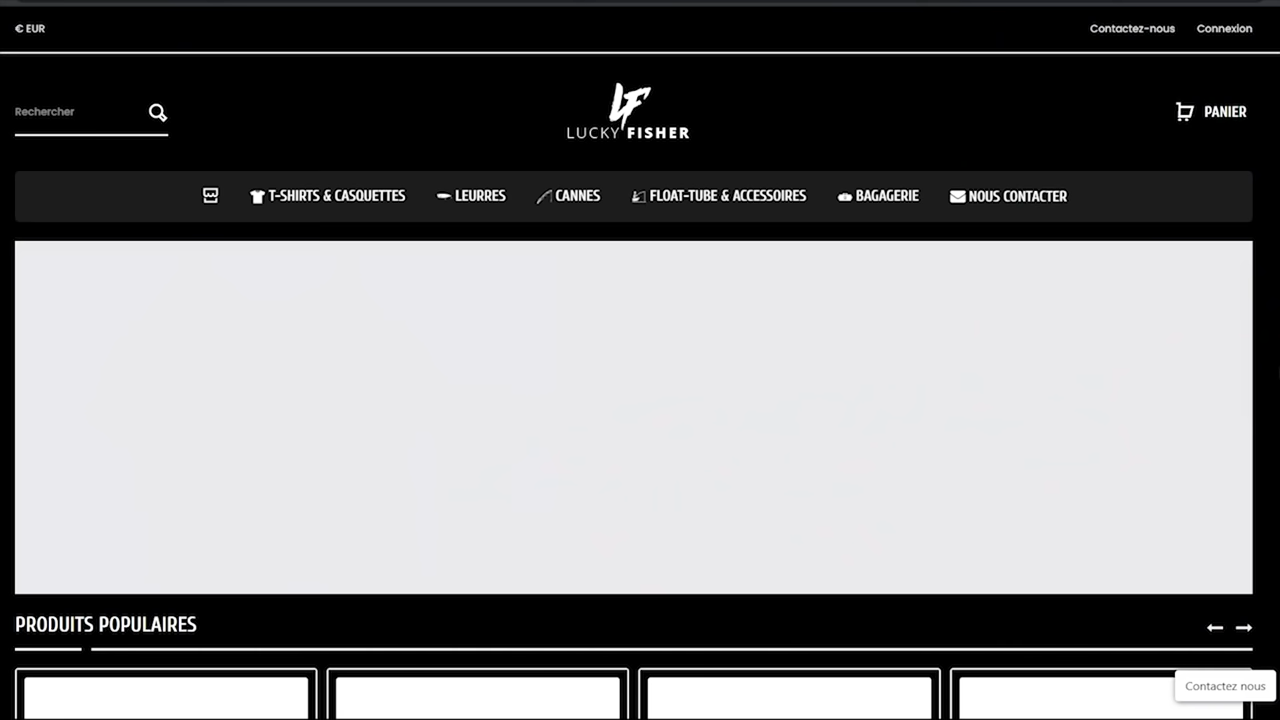 € EUR
Contactez-nous
Connexion
Rechercher
LF
LUCKY FISHER
PANIER
T-SHIRTS & CASQUETTES
LEURRES
CANNES
FLOAT-TUBE & ACCESSOIRES
BAGAGERIE
NOUS CONTACTER
PRODUITS POPULAIRES
Contactez nous